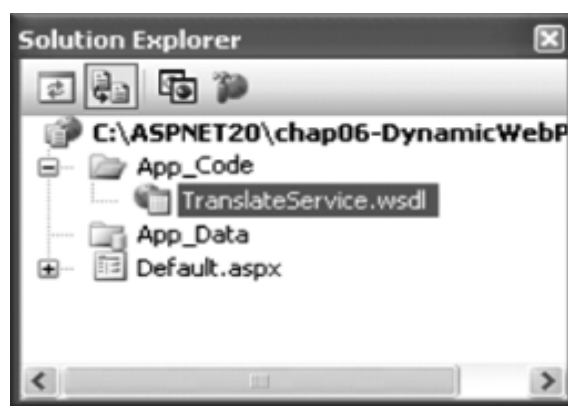 Solution Explorer
C:\ASPNET20\chap06-DynamicWebP
App_Code
TranslateService.wsdl
App_Data
Default.aspx